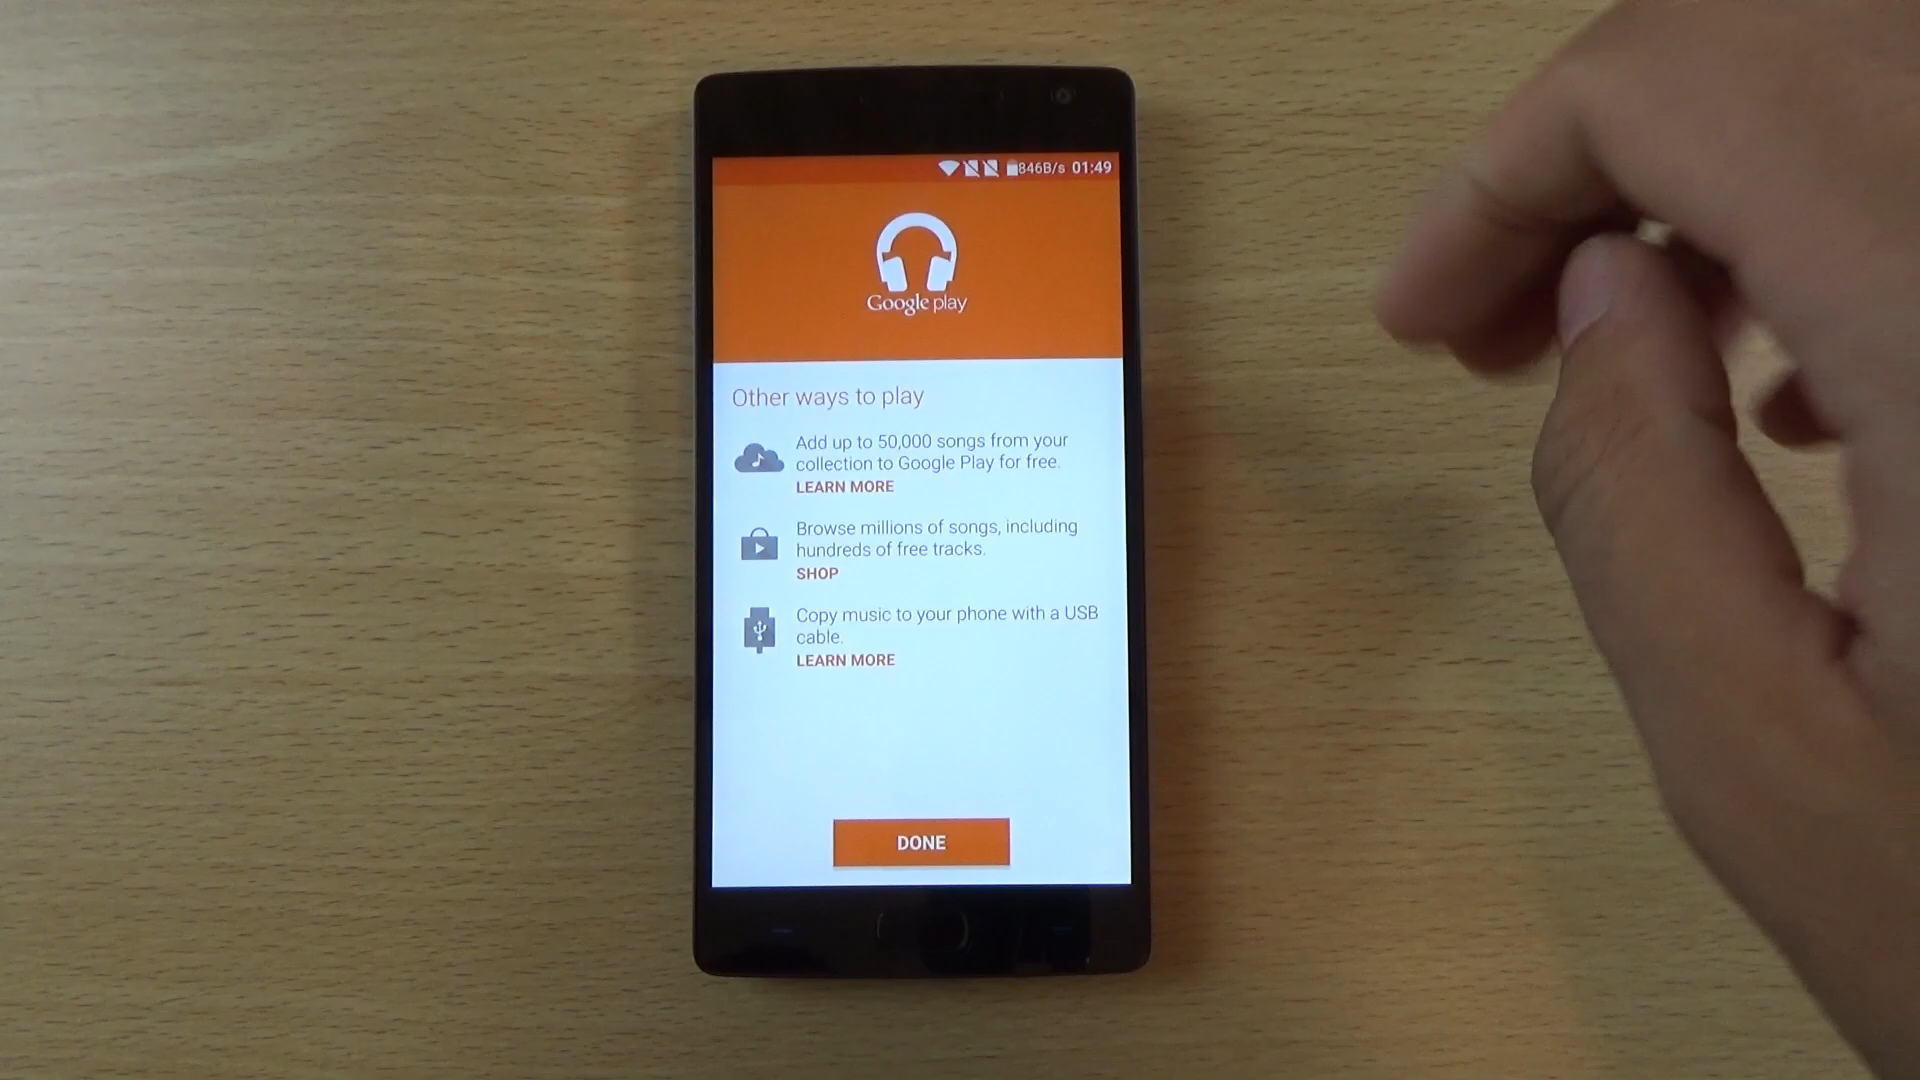 846B/s 01:49
Google play
Other ways to play
Add up to 50,000 songs from your
collection to Google Play for free.
LEARN MORE
Browse millions of songs, including
hundreds of free tracks.
SHOP
Copy music to your phone with a USB
cable.
LEARN MORE
DONE